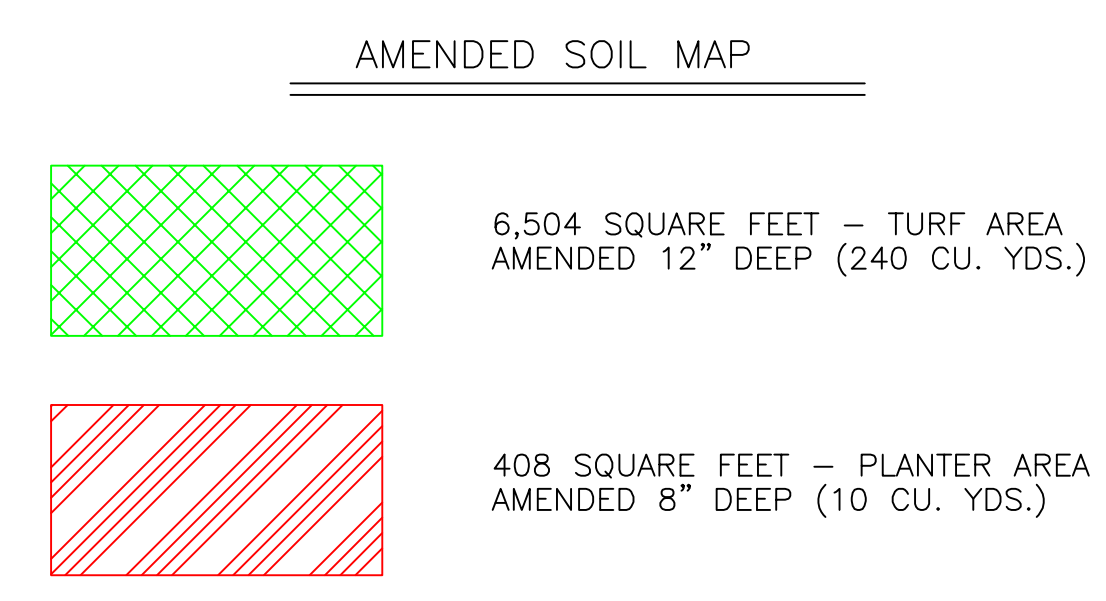 AMENDED SOIL MAP
6,504 SQUARE FEET – TURF AREA
AMENDED 12” DEEP (240 CU. YDS.)
408 SQUARE FEET – PLANTER AREA
AMENDED 8” DEEP (10 CU. YDS.)